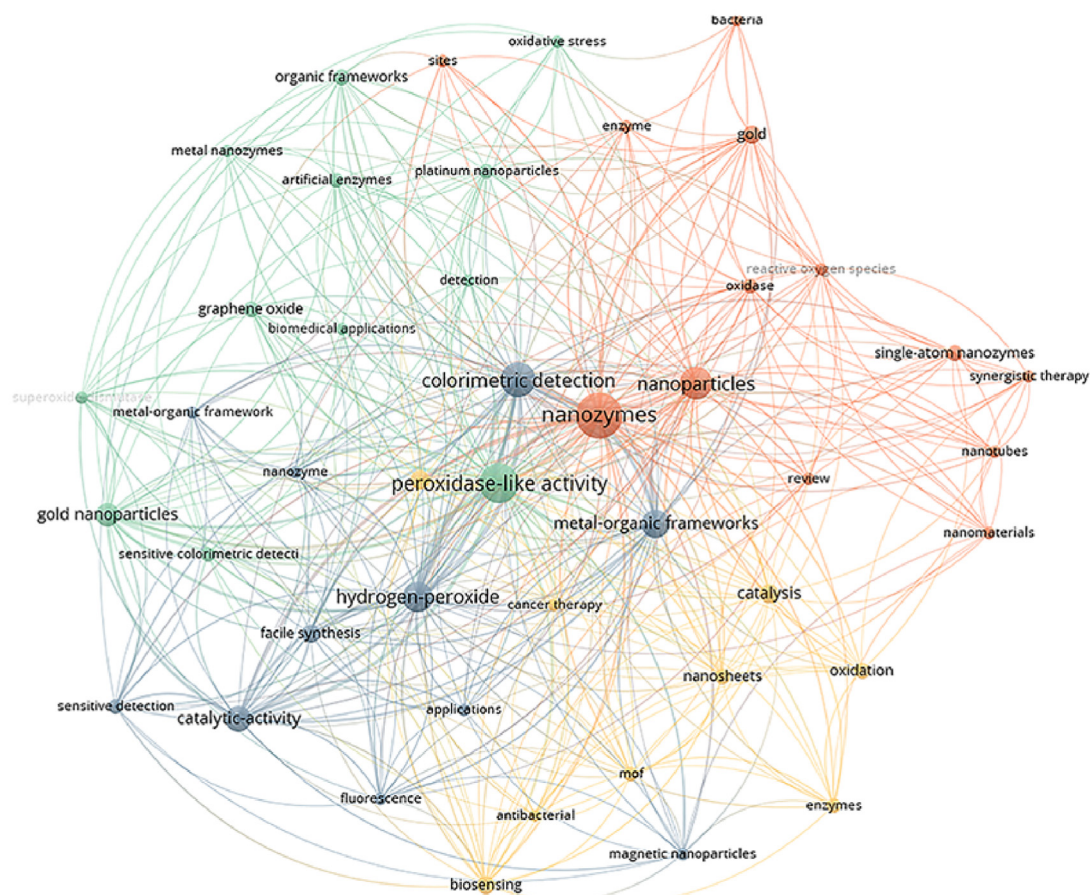 bacteria
oxidative stress
sites
organic frameworks
enzyme
gold
metal nanozymes
platinum nanoparticles
artificial enzymes
reactive oxygen species
detection
oxidase
graphene oxide
biomedical applications
single-atom nanozymes
synergistic therapy
colorimetric detection
nanoparticles
superoxide dismutase
metal-organic framework
nanozymes
nanotubes
nanozyme
review
peroxidase-like activity
gold nanoparticles
metal-organic frameworks
nanomaterials
sensitive colorimetric detecti
catalysis
hydrogen-peroxide
cancer therapy
facile synthesis
oxidation
nanosheets
sensitive detection
applications
catalytic-activity
mof
fluorescence
enzymes
antibacterial
magnetic nanoparticles
biosensing